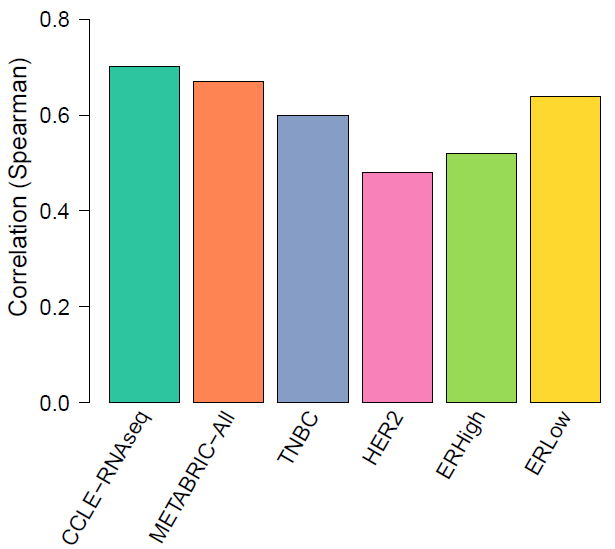 Correlation (Spearman)
0.8
0.6
0.4
0.2
0.0
CCLE−RNAseq
METABRIC−All
TNBC
HER2
ERHigh
ERLow